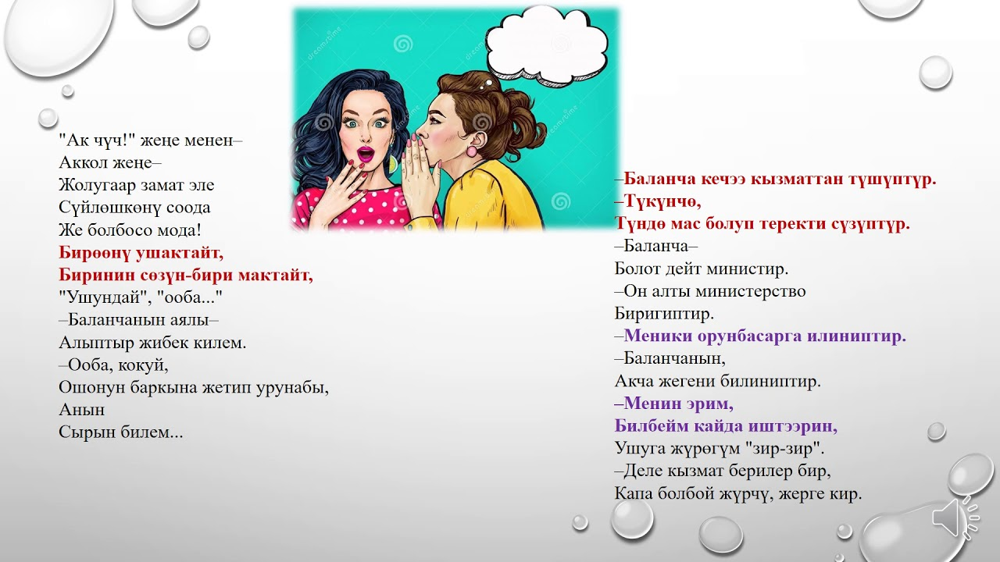 "Ак чүч!" жеңе менен–
Аккол жеңе–
Жолугаар замат эле
Сүйлөшкөнү соода
Же болбосо мода!
Бирөөнү ушактайт,
Биринин сөзүн-бири мактайт,
"Ушундай", "ооба..."
–Баланчанын аялы–
Алыптыр жибек килем.
–Ооба, кокуй,
Ошонун баркына жетип урунабы,
Анын
Сырын билем...
–Баланча кечээ кызматтан түшүптүр.
–Түкүнчө,
Түндө мас болуп теректи сүзүптүр.
–Баланча–
Болот дейт министир.
–Он алты министерство
Биригиптир.
–Меники орунбасарга илиниптир.
–Баланчанын,
Акча жегени билиниптир.
–Менин эрим,
Билбейм кайда иштээрин,
Ушуга жүрөгүм "зир-зир".
–Деле кызмат берилер бир,
Капа болбой жүрчү, жерге кир.
dreamstime
dreamstime
dreamstime